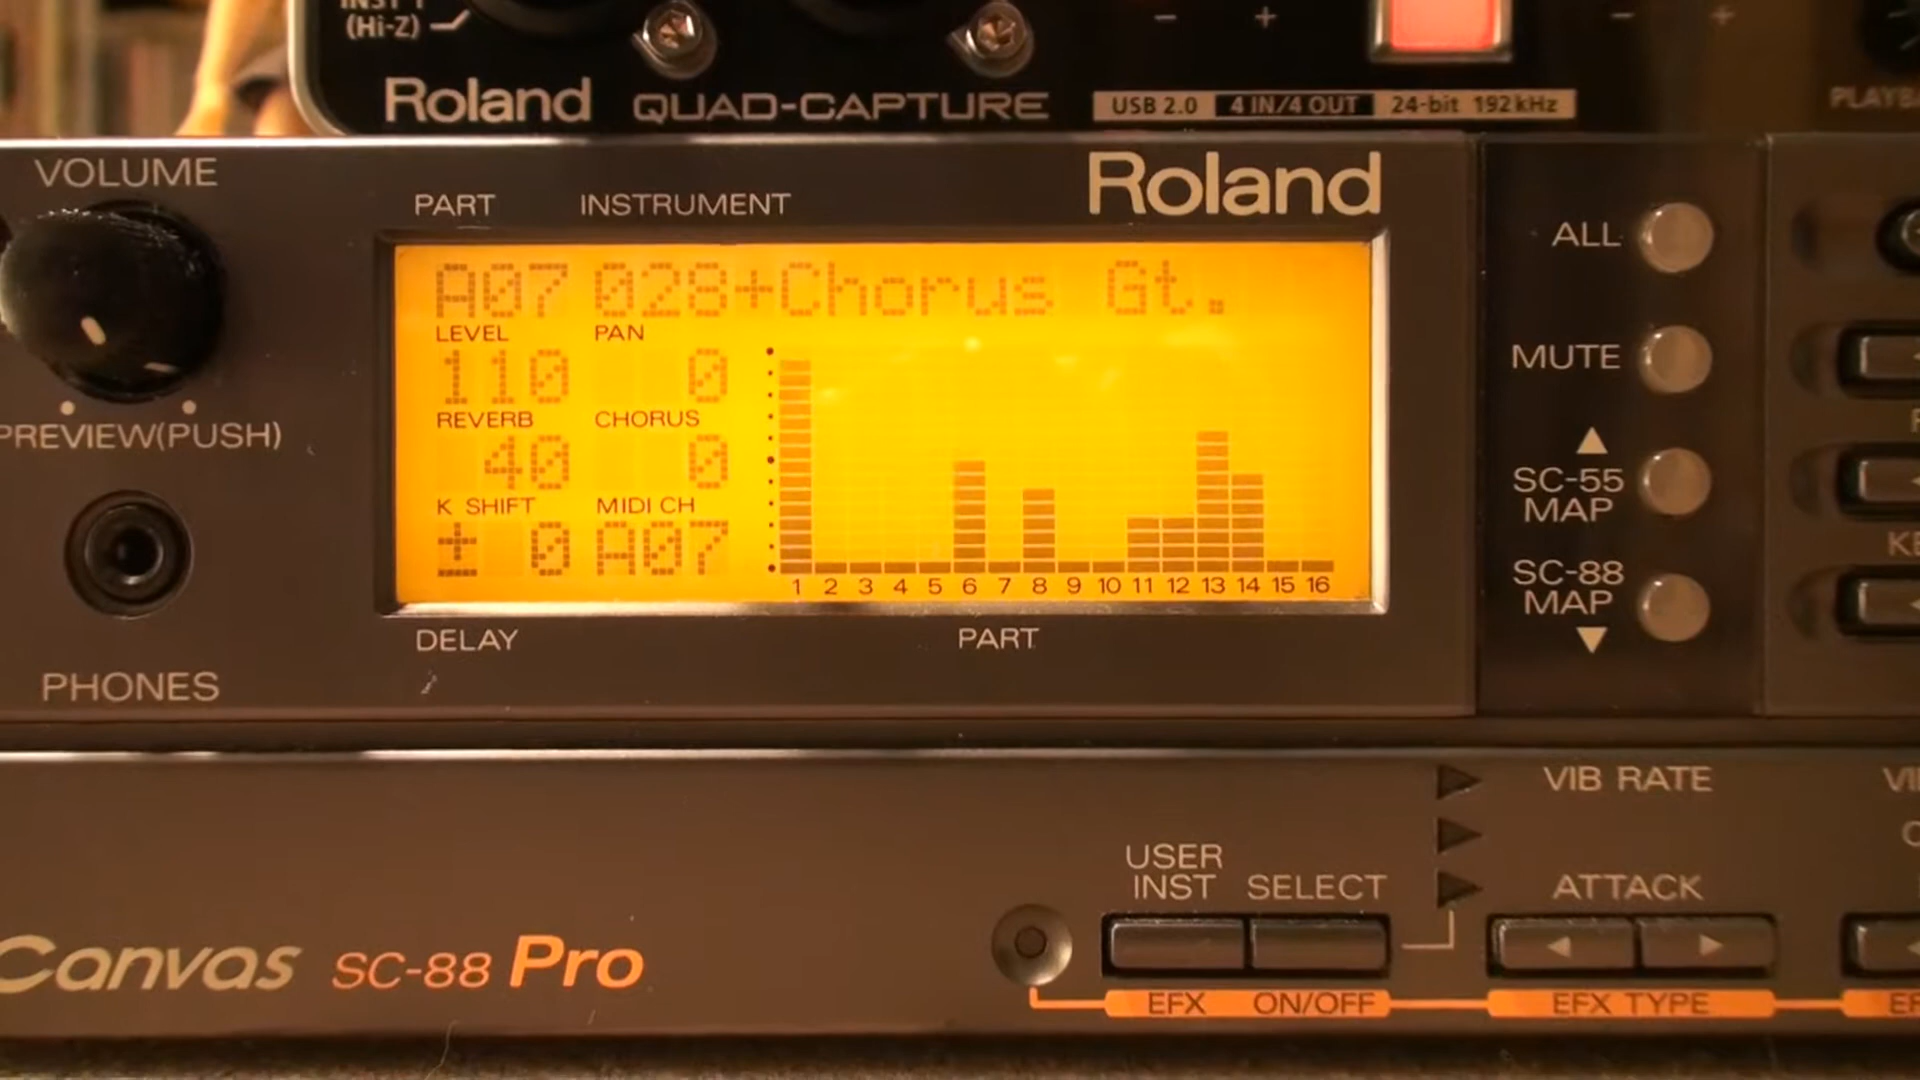 (Hi-Z)
Roland QUAD-CAPTURE USB 2.0 4 IN/4 OUT 24-bit 192kHz
VOLUME
PART INSTRUMENT Roland
A07 028+Chorus Gt.
LEVEL PAN
110 0
REVERB CHORUS
40 0
K SHIFT MIDI CH
± 0 A07
1 2 3 4 5 6 7 8 9 10 11 12 13 14 15 16
DELAY PART
PREVIEW(PUSH)
PHONES
ALL
MUTE
SC-55
MAP
SC-88
MAP
Canvas SC-88 Pro
USER
INST SELECT
EFX ON/OFF
VIB RATE
ATTACK
EFX TYPE